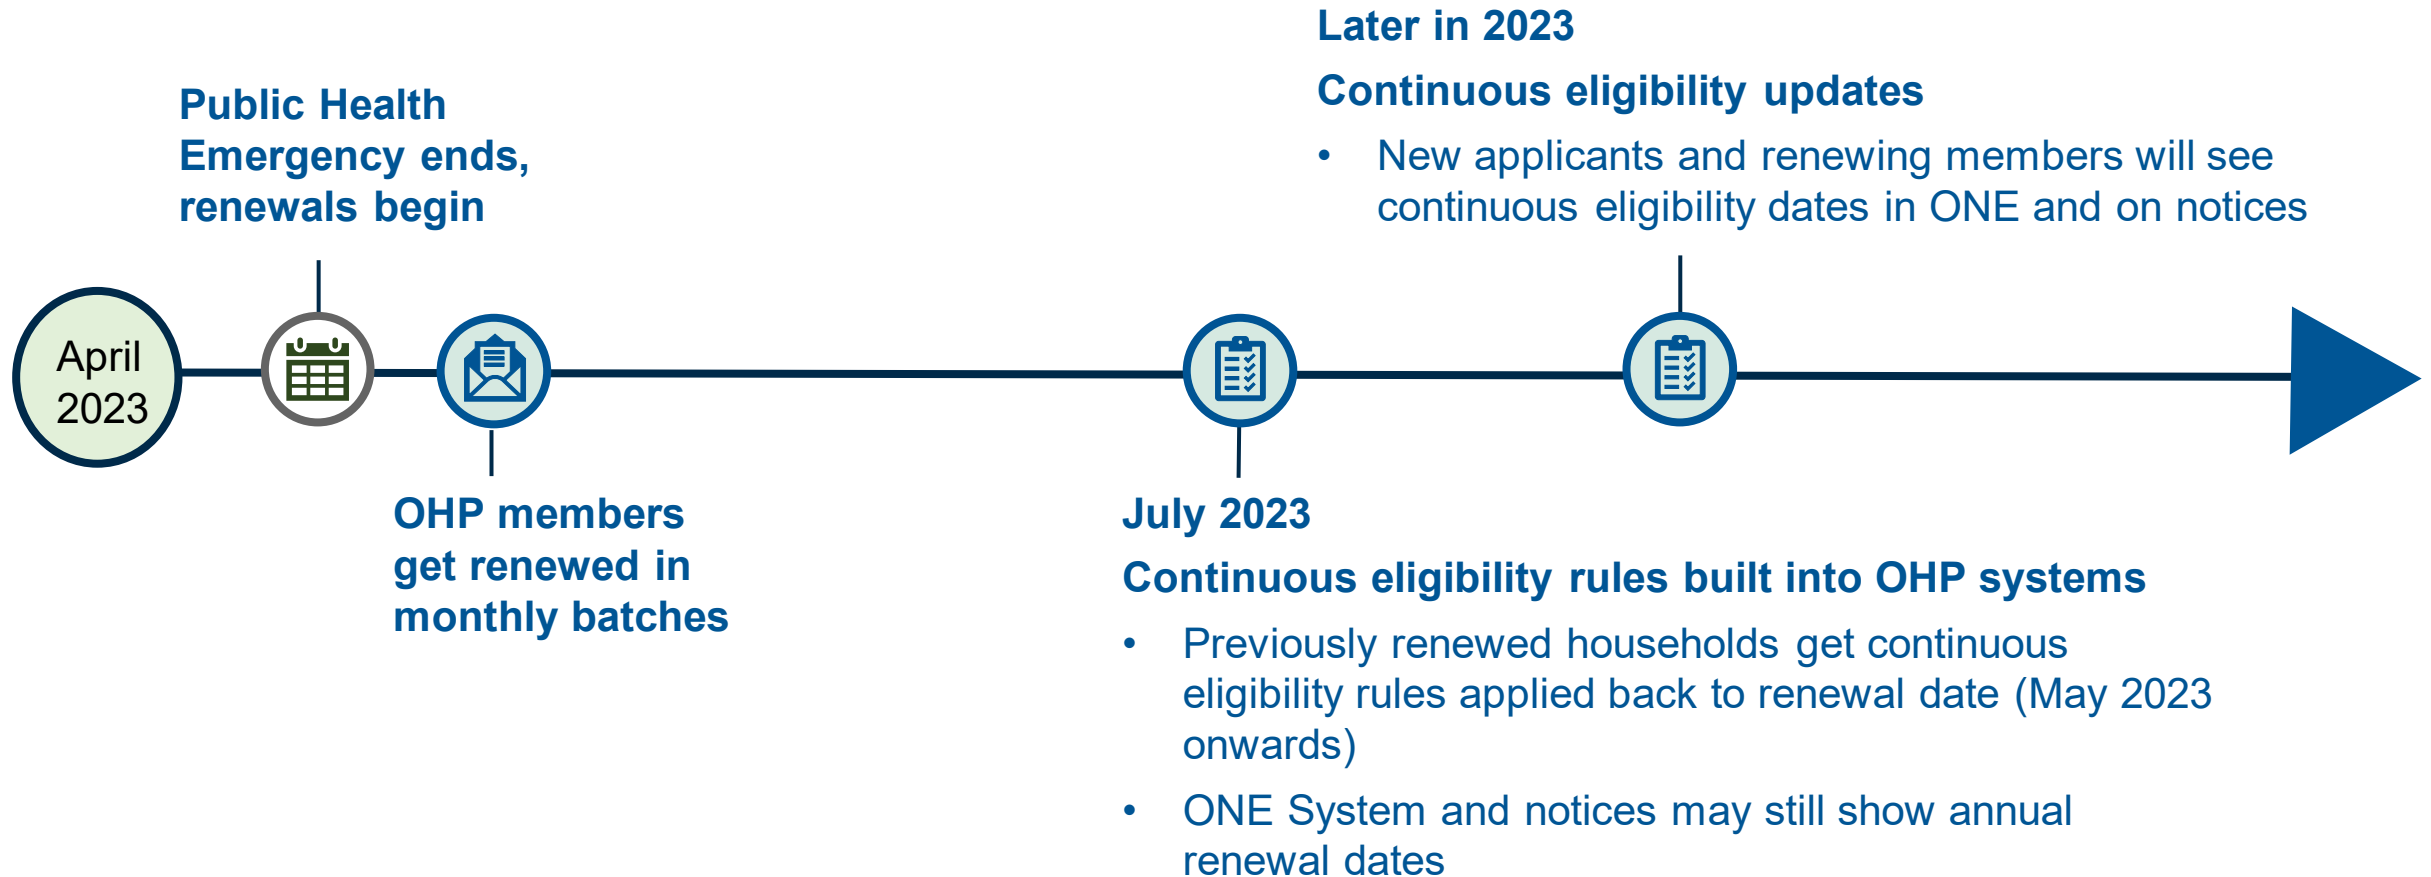 April
2023
Public Health
Emergency ends,
renewals begin
OHP members
get renewed in
monthly batches
July 2023
Continuous eligibility rules built into OHP systems
• Previously renewed households get continuous
eligibility rules applied back to renewal date (May 2023
onwards)
• ONE System and notices may still show annual
renewal dates
Later in 2023
Continuous eligibility updates
• New applicants and renewing members will see
continuous eligibility dates in ONE and on notices